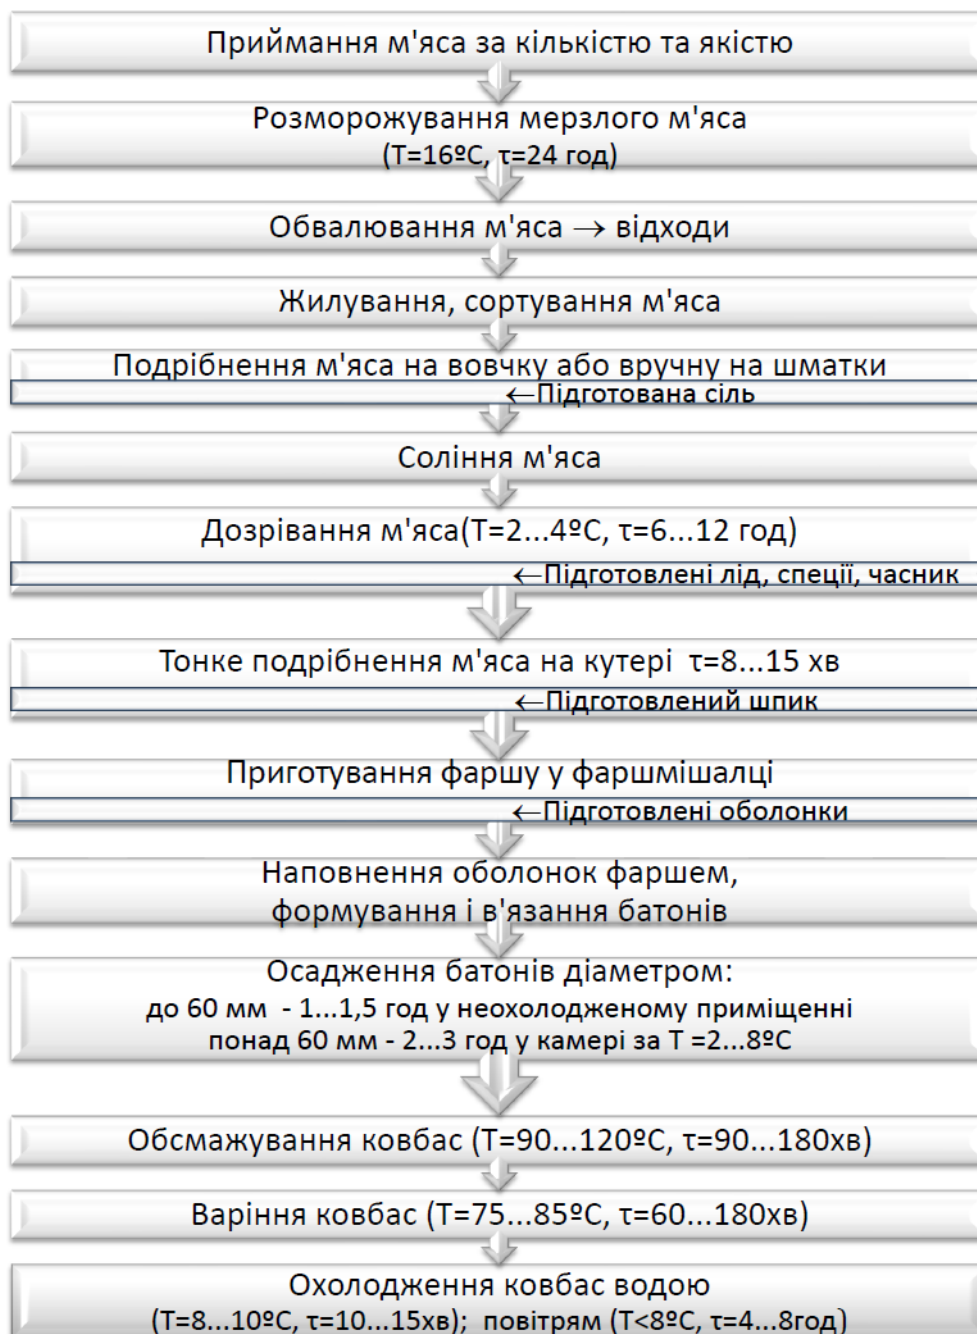 Приймання м'яса за кількістю та якістю
Розморожування мерзлого м'яса
(Т=16ºС, τ=24 год)
Обвалювання м'яса → відходи
Жилування, сортування м'яса
Подрібнення м'яса на вовчку або вручну на шматки
←Підготована сіль
Соління м'яса
Дозрівання м'яса(Т=2...4ºС, τ=6...12 год)
←Підготовлені лід, спеції, часник
Тонке подрібнення м'яса на кутері τ=8...15 хв
←Підготовлений шпик
Приготування фаршу у фаршмішалці
←Підготовлені оболонки
Наповнення оболонок фаршем,
формування і в'язання батонів
Осадження батонів діаметром:
до 60 мм - 1...1,5 год у неохолодженому приміщенні
понад 60 мм - 2...3 год у камері за Т =2...8ºС
Обсмажування ковбас (Т=90...120ºС, τ=90...180хв)
Варіння ковбас (Т=75...85ºС, τ=60...180хв)
Охолодження ковбас водою
(Т=8...10ºС, τ=10...15хв); повітрям (Т<8ºС, τ=4...8год)